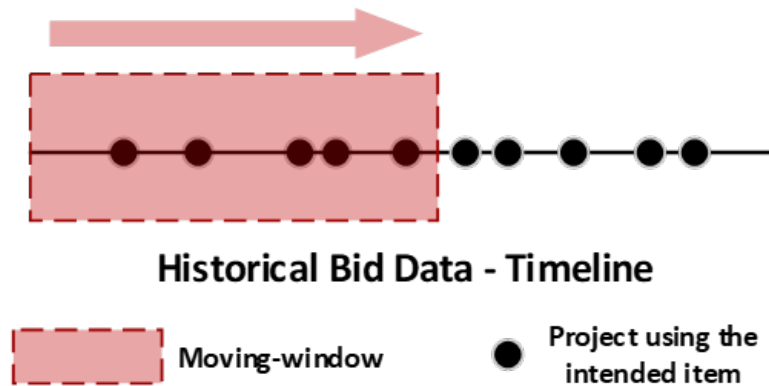 Historical Bid Data - Timeline
Moving-window
Project using the
intended item